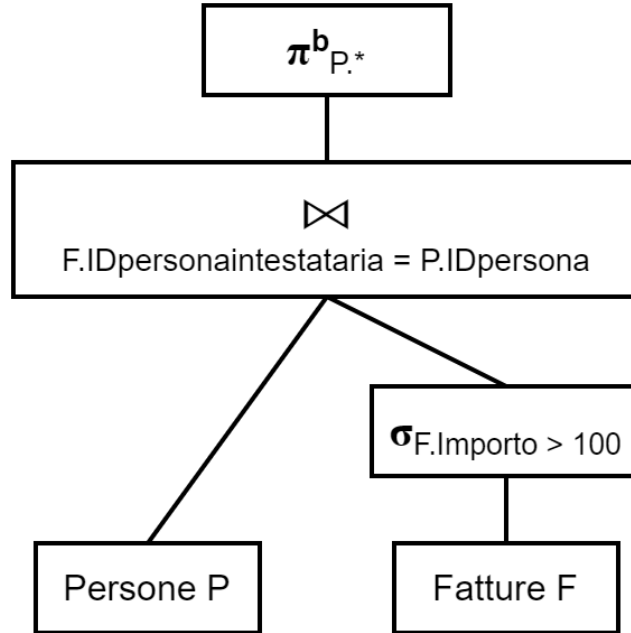 π^b P.*
⋈
F.IDpersonaintestataria = P.IDpersona
σ F.Importo > 100
Persone P
Fatture F